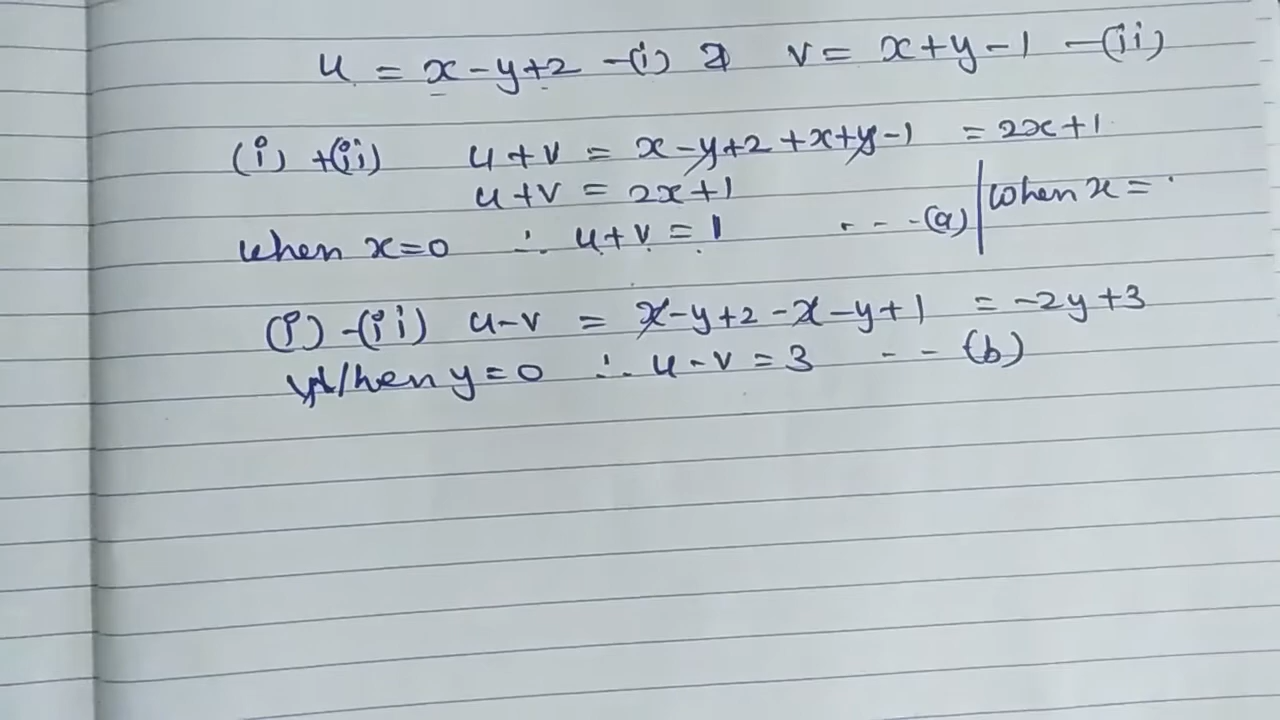 u = x-y+2 -(i) & v = x+y-1 -(ii)
(i) +(ii) u+v = x-y+2+x+y-1 = 2x+1
u+v = 2x+1
when x=0 ∴ u+v = 1 ---(a) | when x =
(i) -(ii) u-v = x-y+2-x-y+1 = -2y+3
When y=0 ∴ u-v = 3 -- (b)